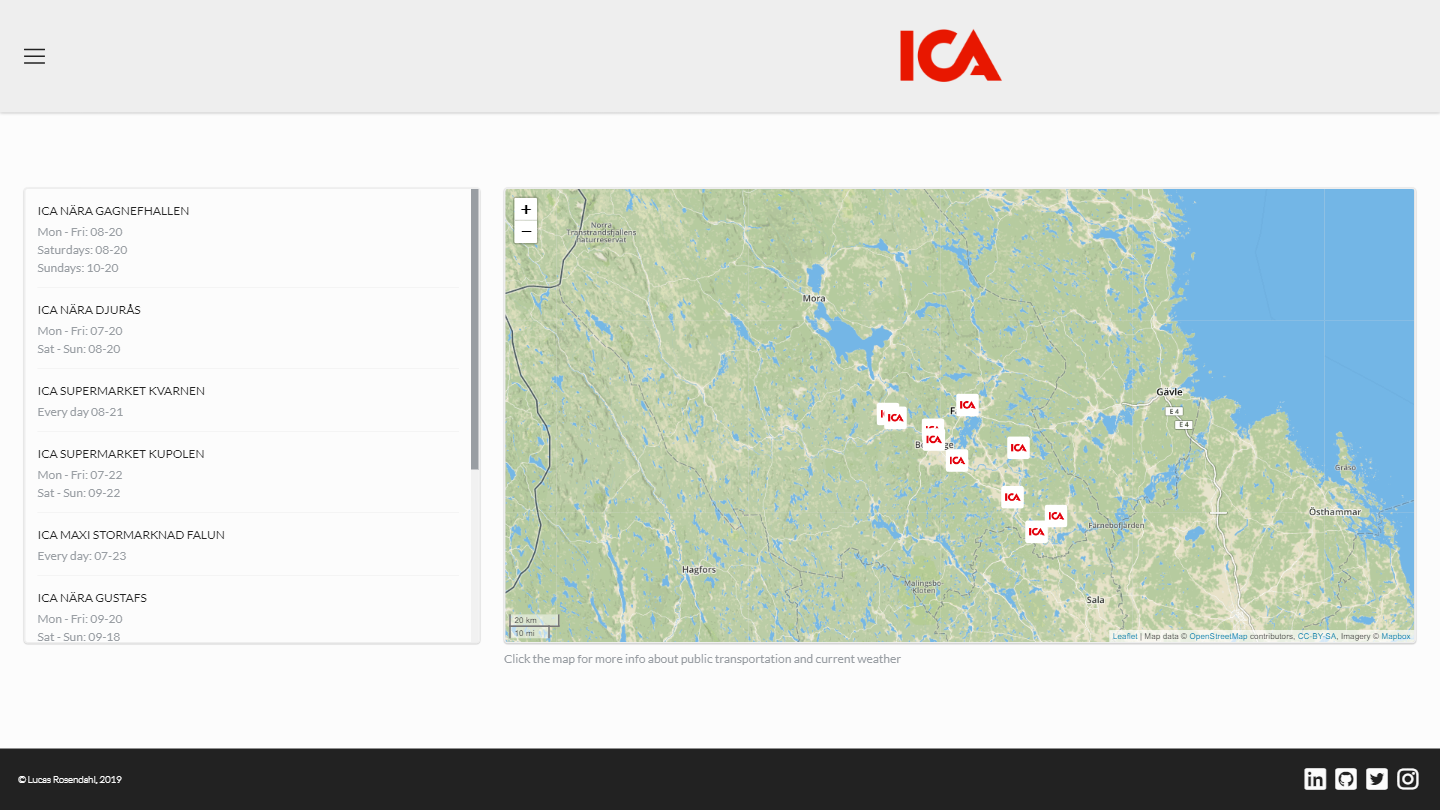 ICA
ICA NÄRA GAGNEFHALLEN
Mon - Fri: 08-20
Saturdays: 08-20
Sundays: 10-20
ICA NÄRA DJURÅS
Mon - Fri: 07-20
Sat - Sun: 08-20
ICA SUPERMARKET KVARNEN
Every day 08-21
ICA SUPERMARKET KUPOLEN
Mon - Fri: 07-22
Sat - Sun: 09-22
ICA MAXI STORMARKNAD FALUN
Every day: 07-23
ICA NÄRA GUSTAFS
Mon - Fri: 09-20
Sat - Sun: 09-18
+
−
Norra
Transtrandsfjällens
naturreservat
Mora
Gävle
E 4
E 4
ICA
ICA
ICA
ICA
ICA
ICA
ICA
ICA
Gräsö
Östhammar
Färnebofjärden
Hagfors
Malingsbo-
Kloten
Sala
20 km
10 mi
Leaflet | Map data © OpenStreetMap contributors, CC-BY-SA, Imagery © Mapbox
Click the map for more info about public transportation and current weather
© Lucas Rosendahl, 2019
in